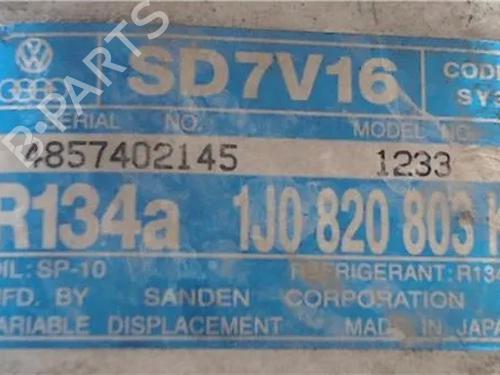 SD7V16
SERIAL NO. MODEL NO.
4857402145 1233
R134a 1J0 820 803
OIL: SP-10 REFRIGERANT: R134
MFD. BY SANDEN CORPORATION
VARIABLE DISPLACEMENT MADE IN JAPAN
B-PARTS